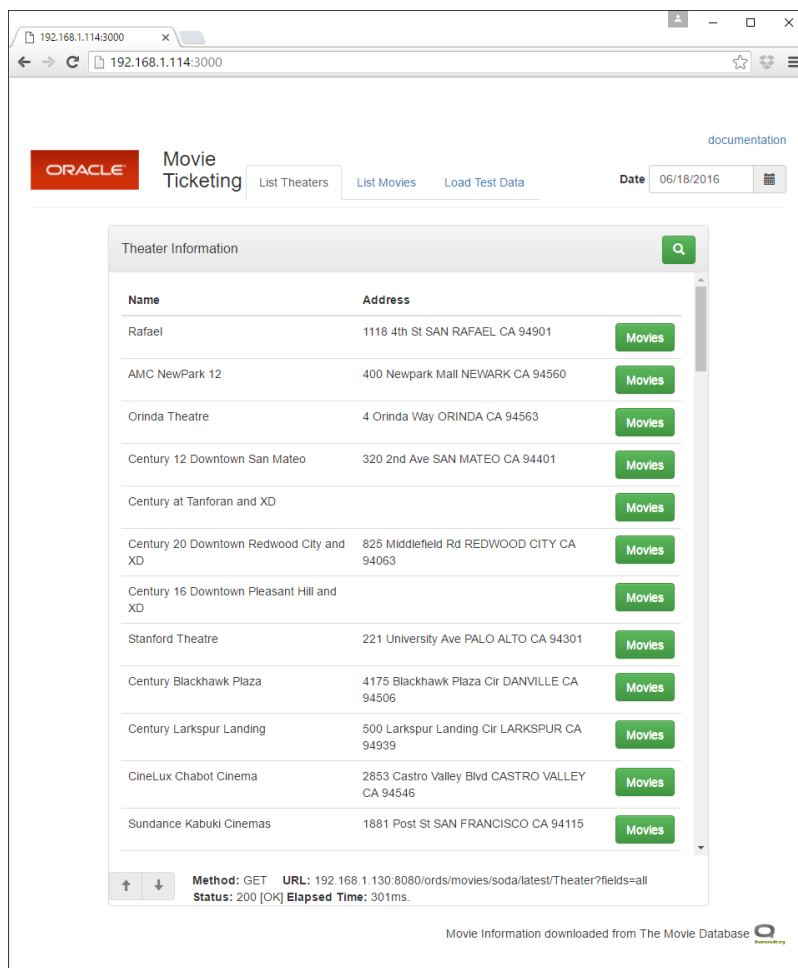 192.168.1.114:3000
192.168.1.114:3000
documentation
ORACLE
Movie
Ticketing
List Theaters
List Movies
Load Test Data
Date
06/18/2016
Theater Information
Name Address
Rafael 1118 4th St SAN RAFAEL CA 94901 Movies
AMC NewPark 12 400 Newpark Mall NEWARK CA 94560 Movies
Orinda Theatre 4 Orinda Way ORINDA CA 94563 Movies
Century 12 Downtown San Mateo 320 2nd Ave SAN MATEO CA 94401 Movies
Century at Tanforan and XD Movies
Century 20 Downtown Redwood City and 825 Middlefield Rd REDWOOD CITY CA Movies
XD 94063
Century 16 Downtown Pleasant Hill and Movies
XD
Stanford Theatre 221 University Ave PALO ALTO CA 94301 Movies
Century Blackhawk Plaza 4175 Blackhawk Plaza Cir DANVILLE CA Movies
94506
Century Larkspur Landing 500 Larkspur Landing Cir LARKSPUR CA Movies
94939
CineLux Chabot Cinema 2853 Castro Valley Blvd CASTRO VALLEY Movies
CA 94546
Sundance Kabuki Cinemas 1881 Post St SAN FRANCISCO CA 94115 Movies
Method: GET URL: 192.168.1.130:8080/ords/movies/soda/latest/Theater?fields=all
Status: 200 [OK] Elapsed Time: 301ms.
Movie Information downloaded from The Movie Database